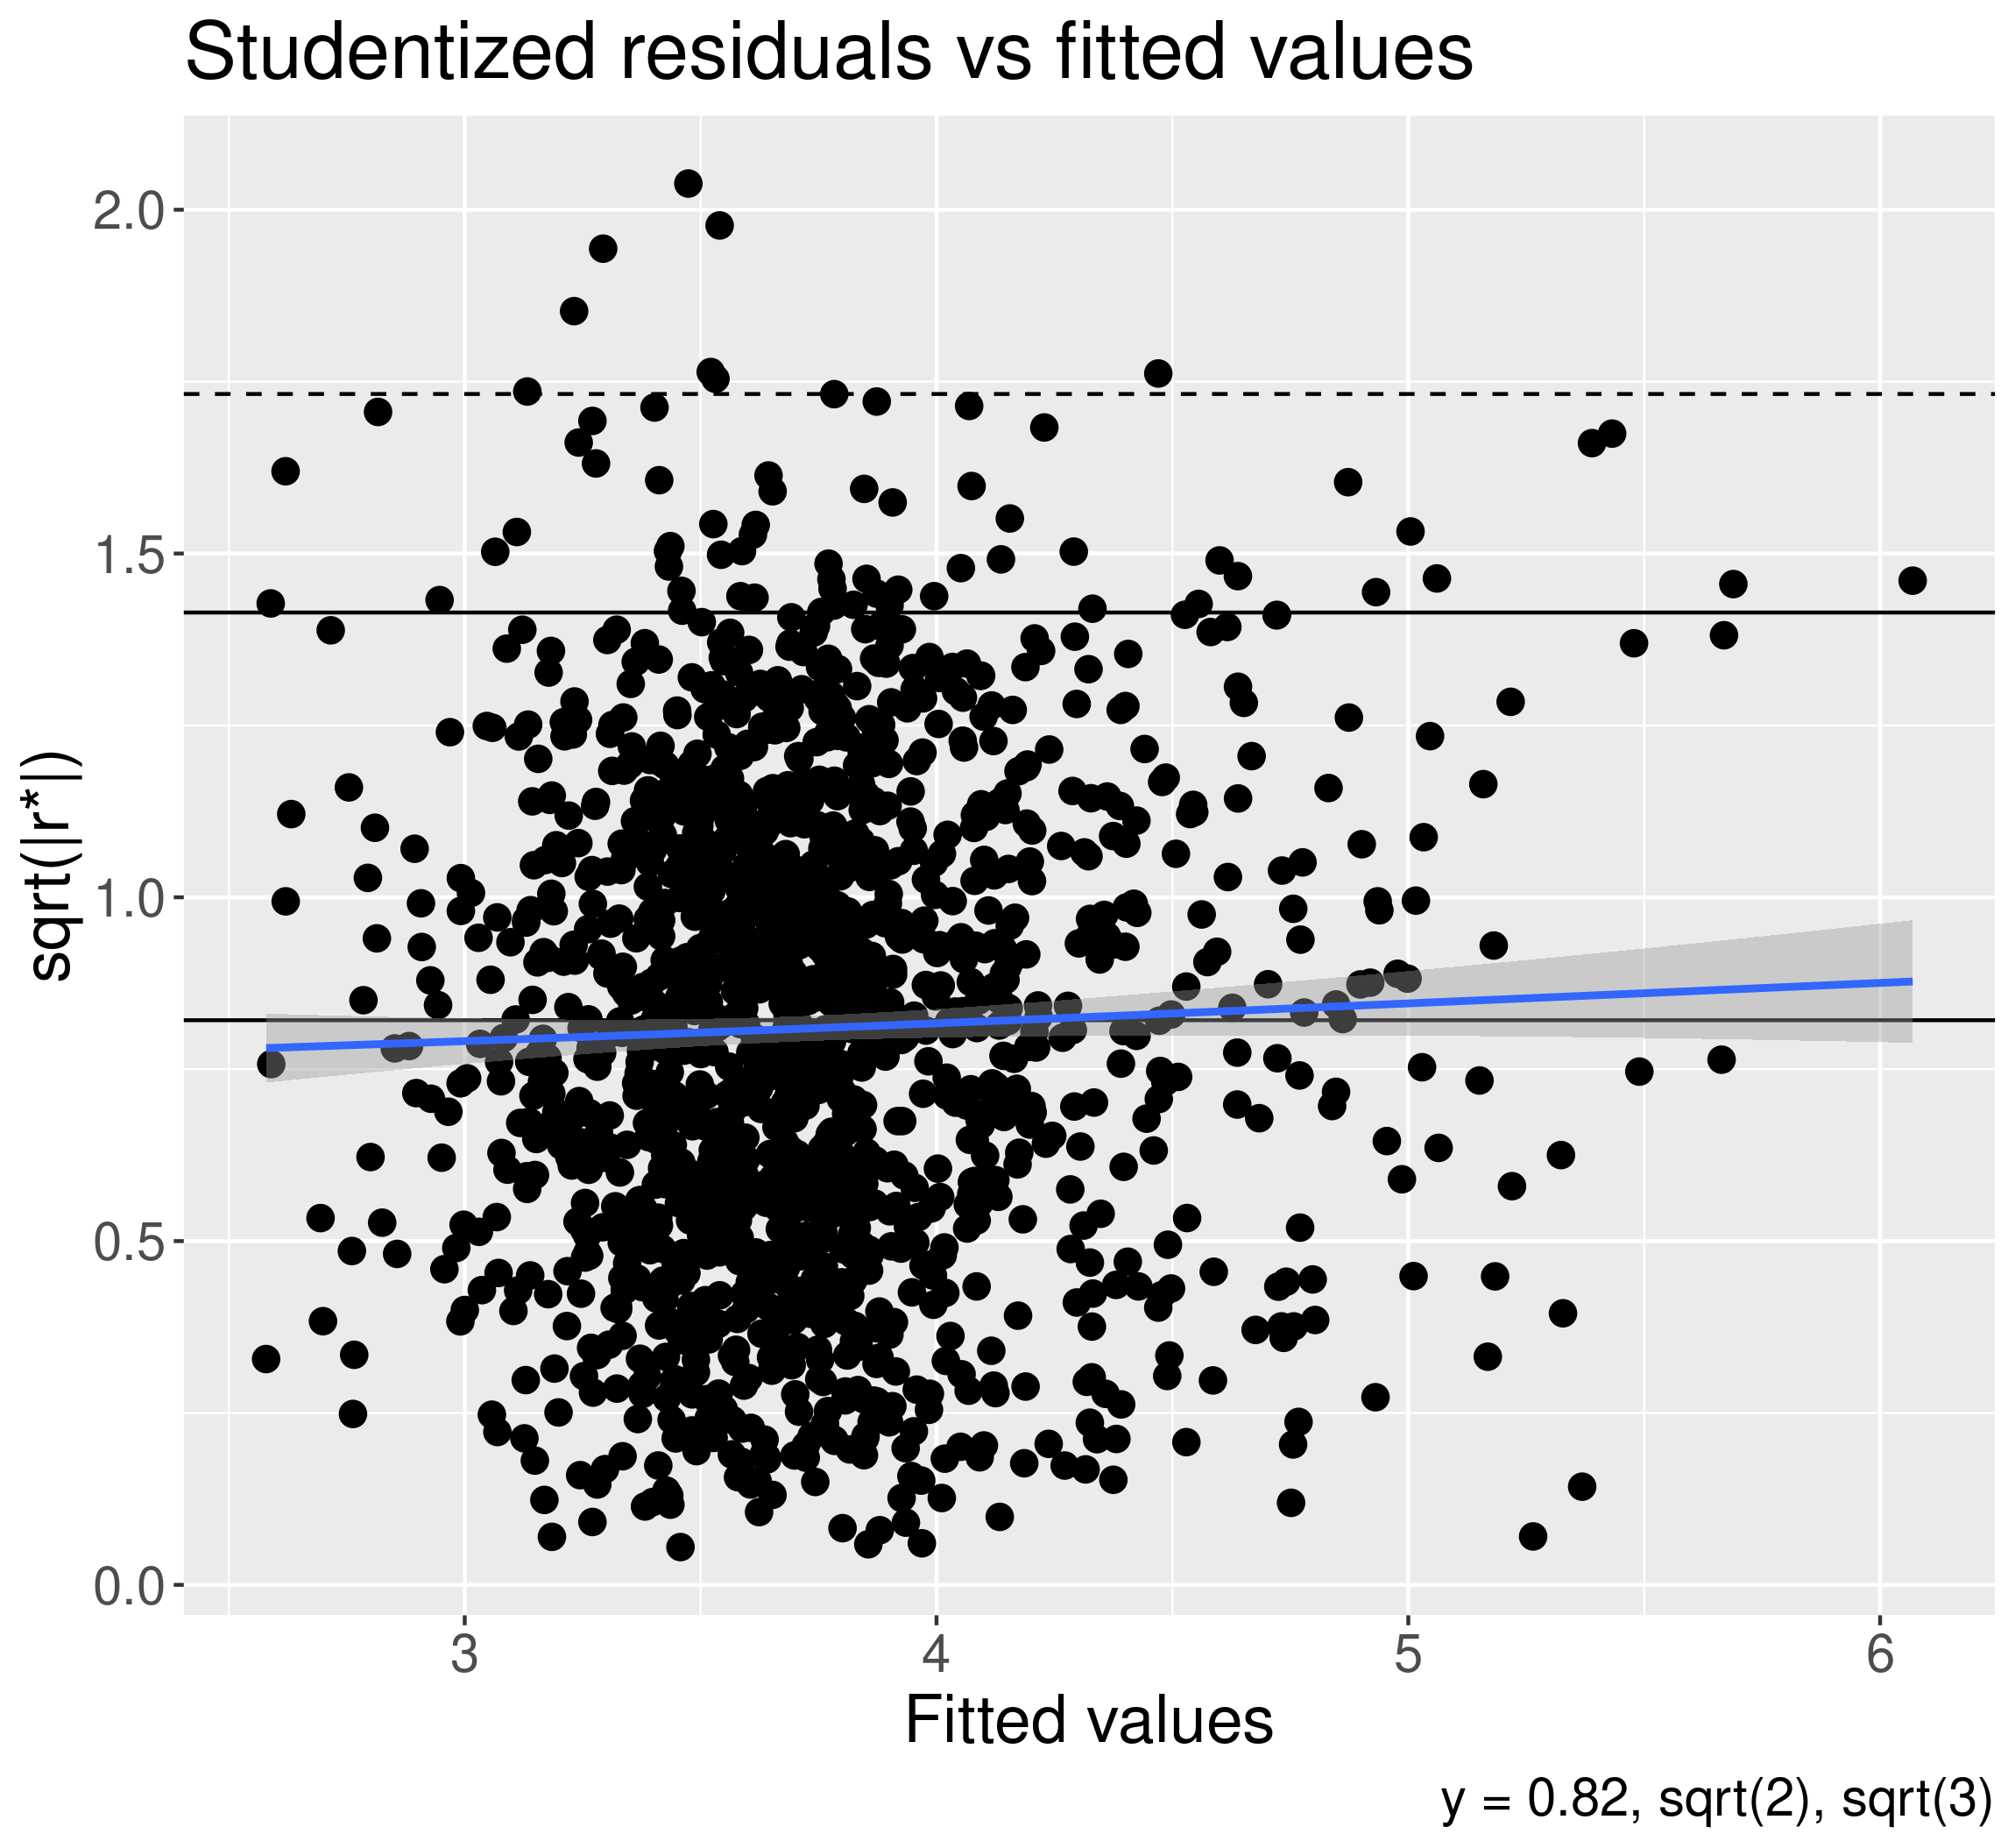 Studentized residuals vs fitted values
sqrt(|r*|)
2.0
1.5
1.0
0.5
0.0
3 4 5 6
Fitted values
y = 0.82, sqrt(2), sqrt(3)